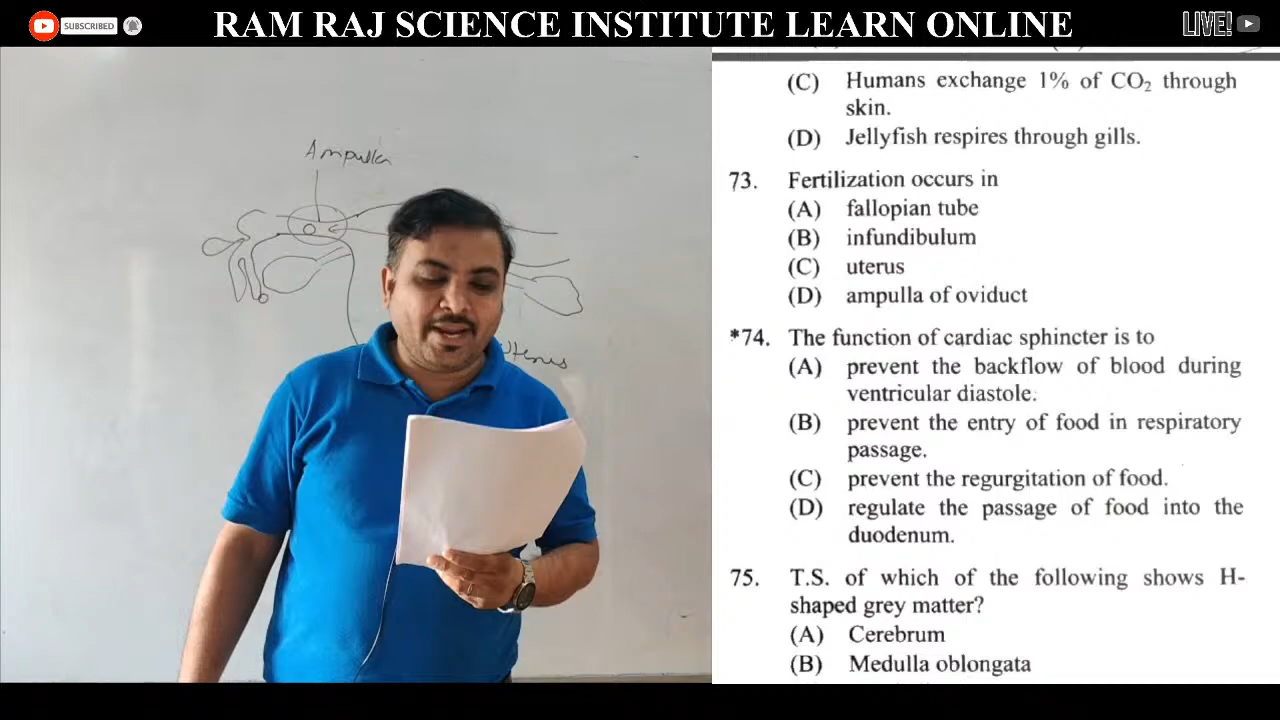 SUBSCRIBED
RAM RAJ SCIENCE INSTITUTE LEARN ONLINE
LIVE!
Ampulla
Uterus
(C) Humans exchange 1% of CO₂ through
skin.
(D) Jellyfish respires through gills.
73. Fertilization occurs in
(A) fallopian tube
(B) infundibulum
(C) uterus
(D) ampulla of oviduct
*74. The function of cardiac sphincter is to
(A) prevent the backflow of blood during
ventricular diastole.
(B) prevent the entry of food in respiratory
passage.
(C) prevent the regurgitation of food.
(D) regulate the passage of food into the
duodenum.
75. T.S. of which of the following shows H-
shaped grey matter?
(A) Cerebrum
(B) Medulla oblongata